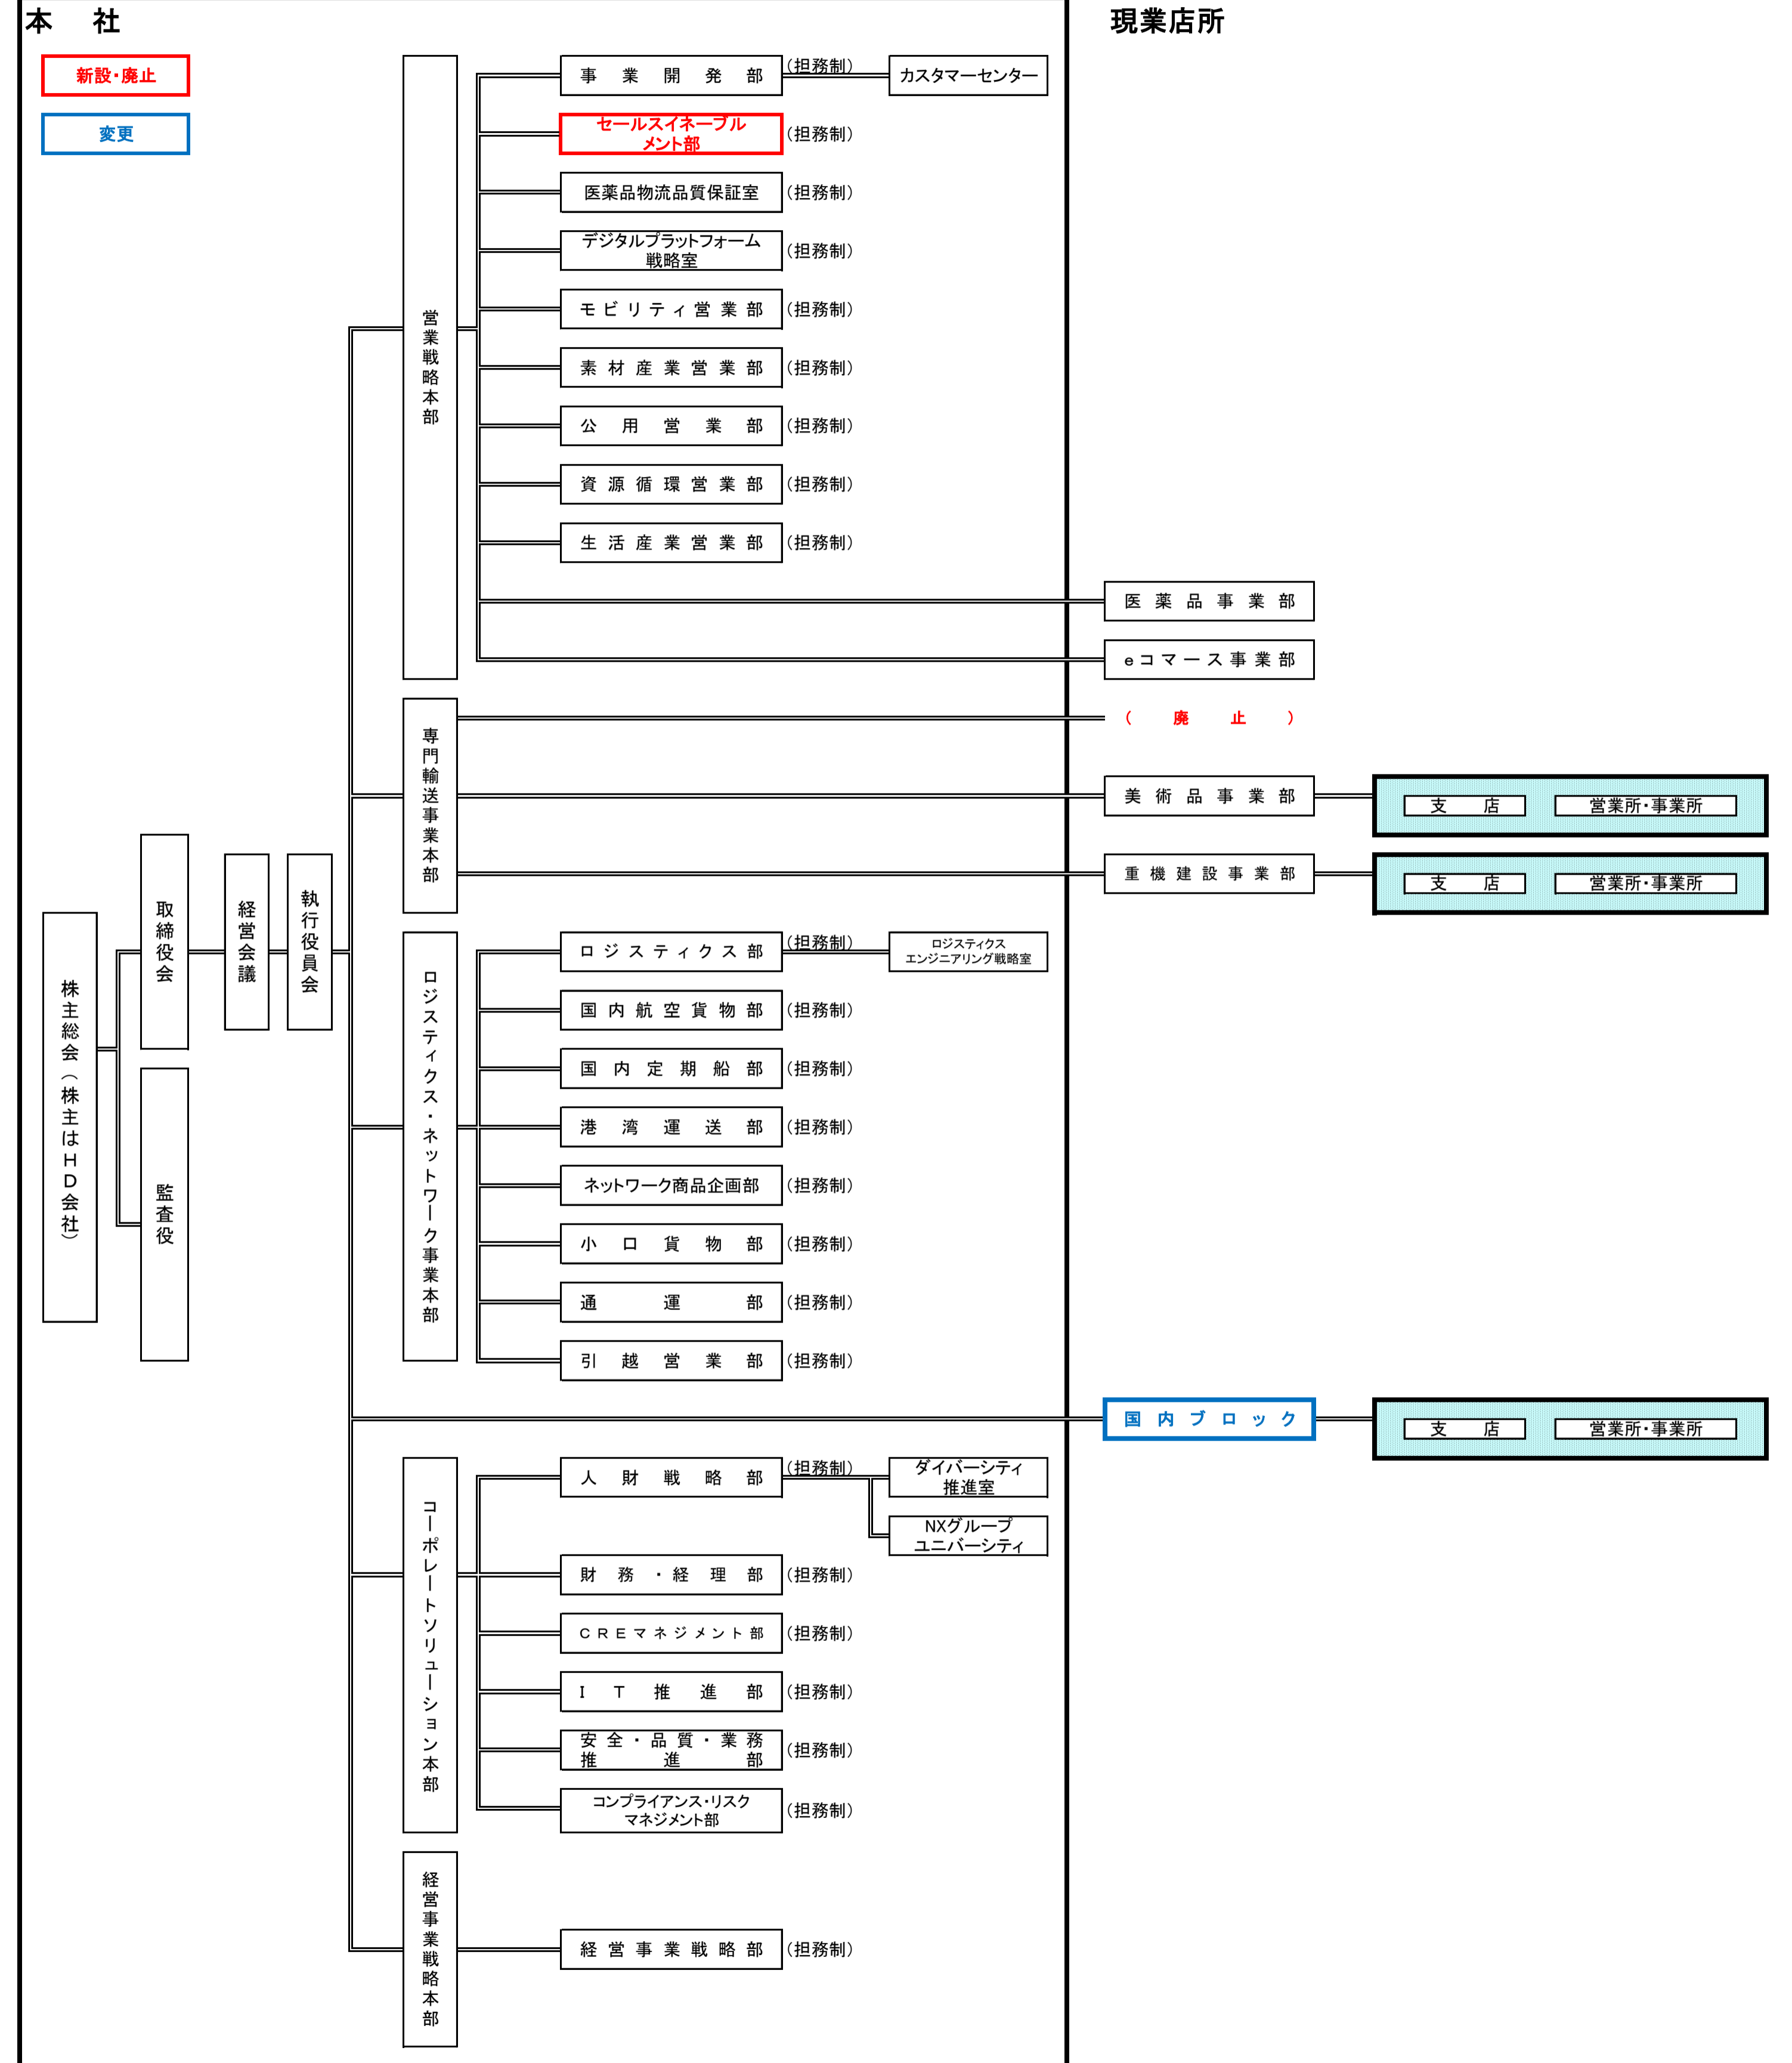 本 社
現業店所
新設・廃止
変更
株主総会（株主はHD会社）
取締役会
監査役
経営会議
執行役員会
営業戦略本部
事業開発部
（担務制）
カスタマーセンター
セールスイネーブル
メント部
（担務制）
医薬品物流品質保証室
（担務制）
デジタルプラットフォーム
戦略室
（担務制）
モビリティ営業部
（担務制）
素材産業営業部
（担務制）
公用営業部
（担務制）
資源循環営業部
（担務制）
生活産業営業部
（担務制）
医薬品事業部
eコマース事業部
専門輸送事業本部
（廃止）
美術品事業部
支店
営業所・事業所
重機建設事業部
支店
営業所・事業所
ロジスティクス・ネットワーク事業本部
ロジスティクス部
（担務制）
ロジスティクス
エンジニアリング戦略室
国内航空貨物部
（担務制）
国内定期船部
（担務制）
港湾運送部
（担務制）
ネットワーク商品企画部
（担務制）
小口貨物部
（担務制）
通運部
（担務制）
引越営業部
（担務制）
国内ブロック
支店
営業所・事業所
コーポレートソリューション本部
人財戦略部
（担務制）
ダイバーシティ
推進室
NXグループ
ユニバーシティ
財務・経理部
（担務制）
CREマネジメント部
（担務制）
IT推進部
（担務制）
安全・品質・業務
推進部
（担務制）
コンプライアンス・リスク
マネジメント部
（担務制）
経営事業戦略本部
経営事業戦略部
（担務制）